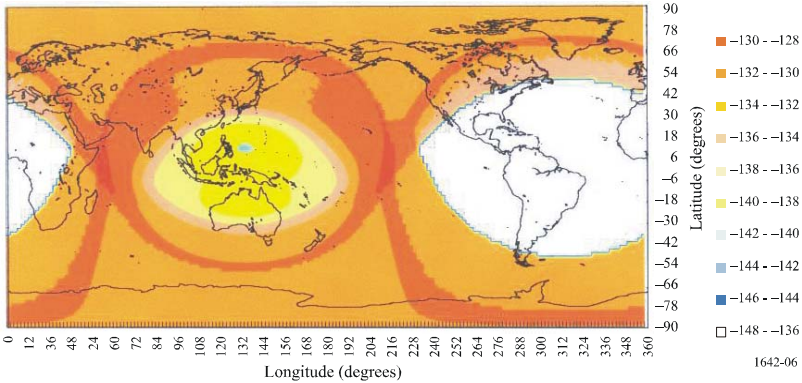 90
78
66
54
42
30
18
6
–6
–18
–30
–42
–54
–66
–78
–90
Latitude (degrees)
–130 - –128
–132 - –130
–134 - –132
–136 - –134
–138 - –136
–140 - –138
–142 - –140
–144 - –142
–146 - –144
–148 - –136
0 12 24 36 48 60 72 84 96 108 120 132 144 156 168 180 192 204 216 228 240 252 264 276 288 300 312 324 336 348 360
Longitude (degrees)
1642-06